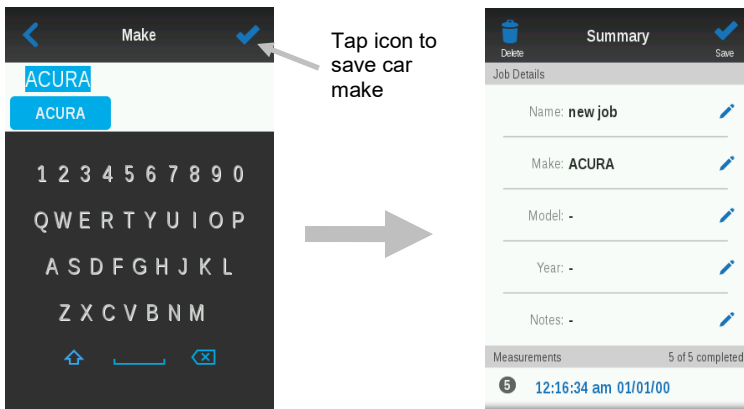 Make
ACURA
ACURA
1 2 3 4 5 6 7 8 9 0
Q W E R T Y U I O P
A S D F G H J K L
Z X C V B N M
Tap icon to
save car
make
Delete
Summary
Save
Job Details
Name: new job
Make: ACURA
Model: -
Year: -
Notes: -
Measurements 5 of 5 completed
5 12:16:34 am 01/01/00